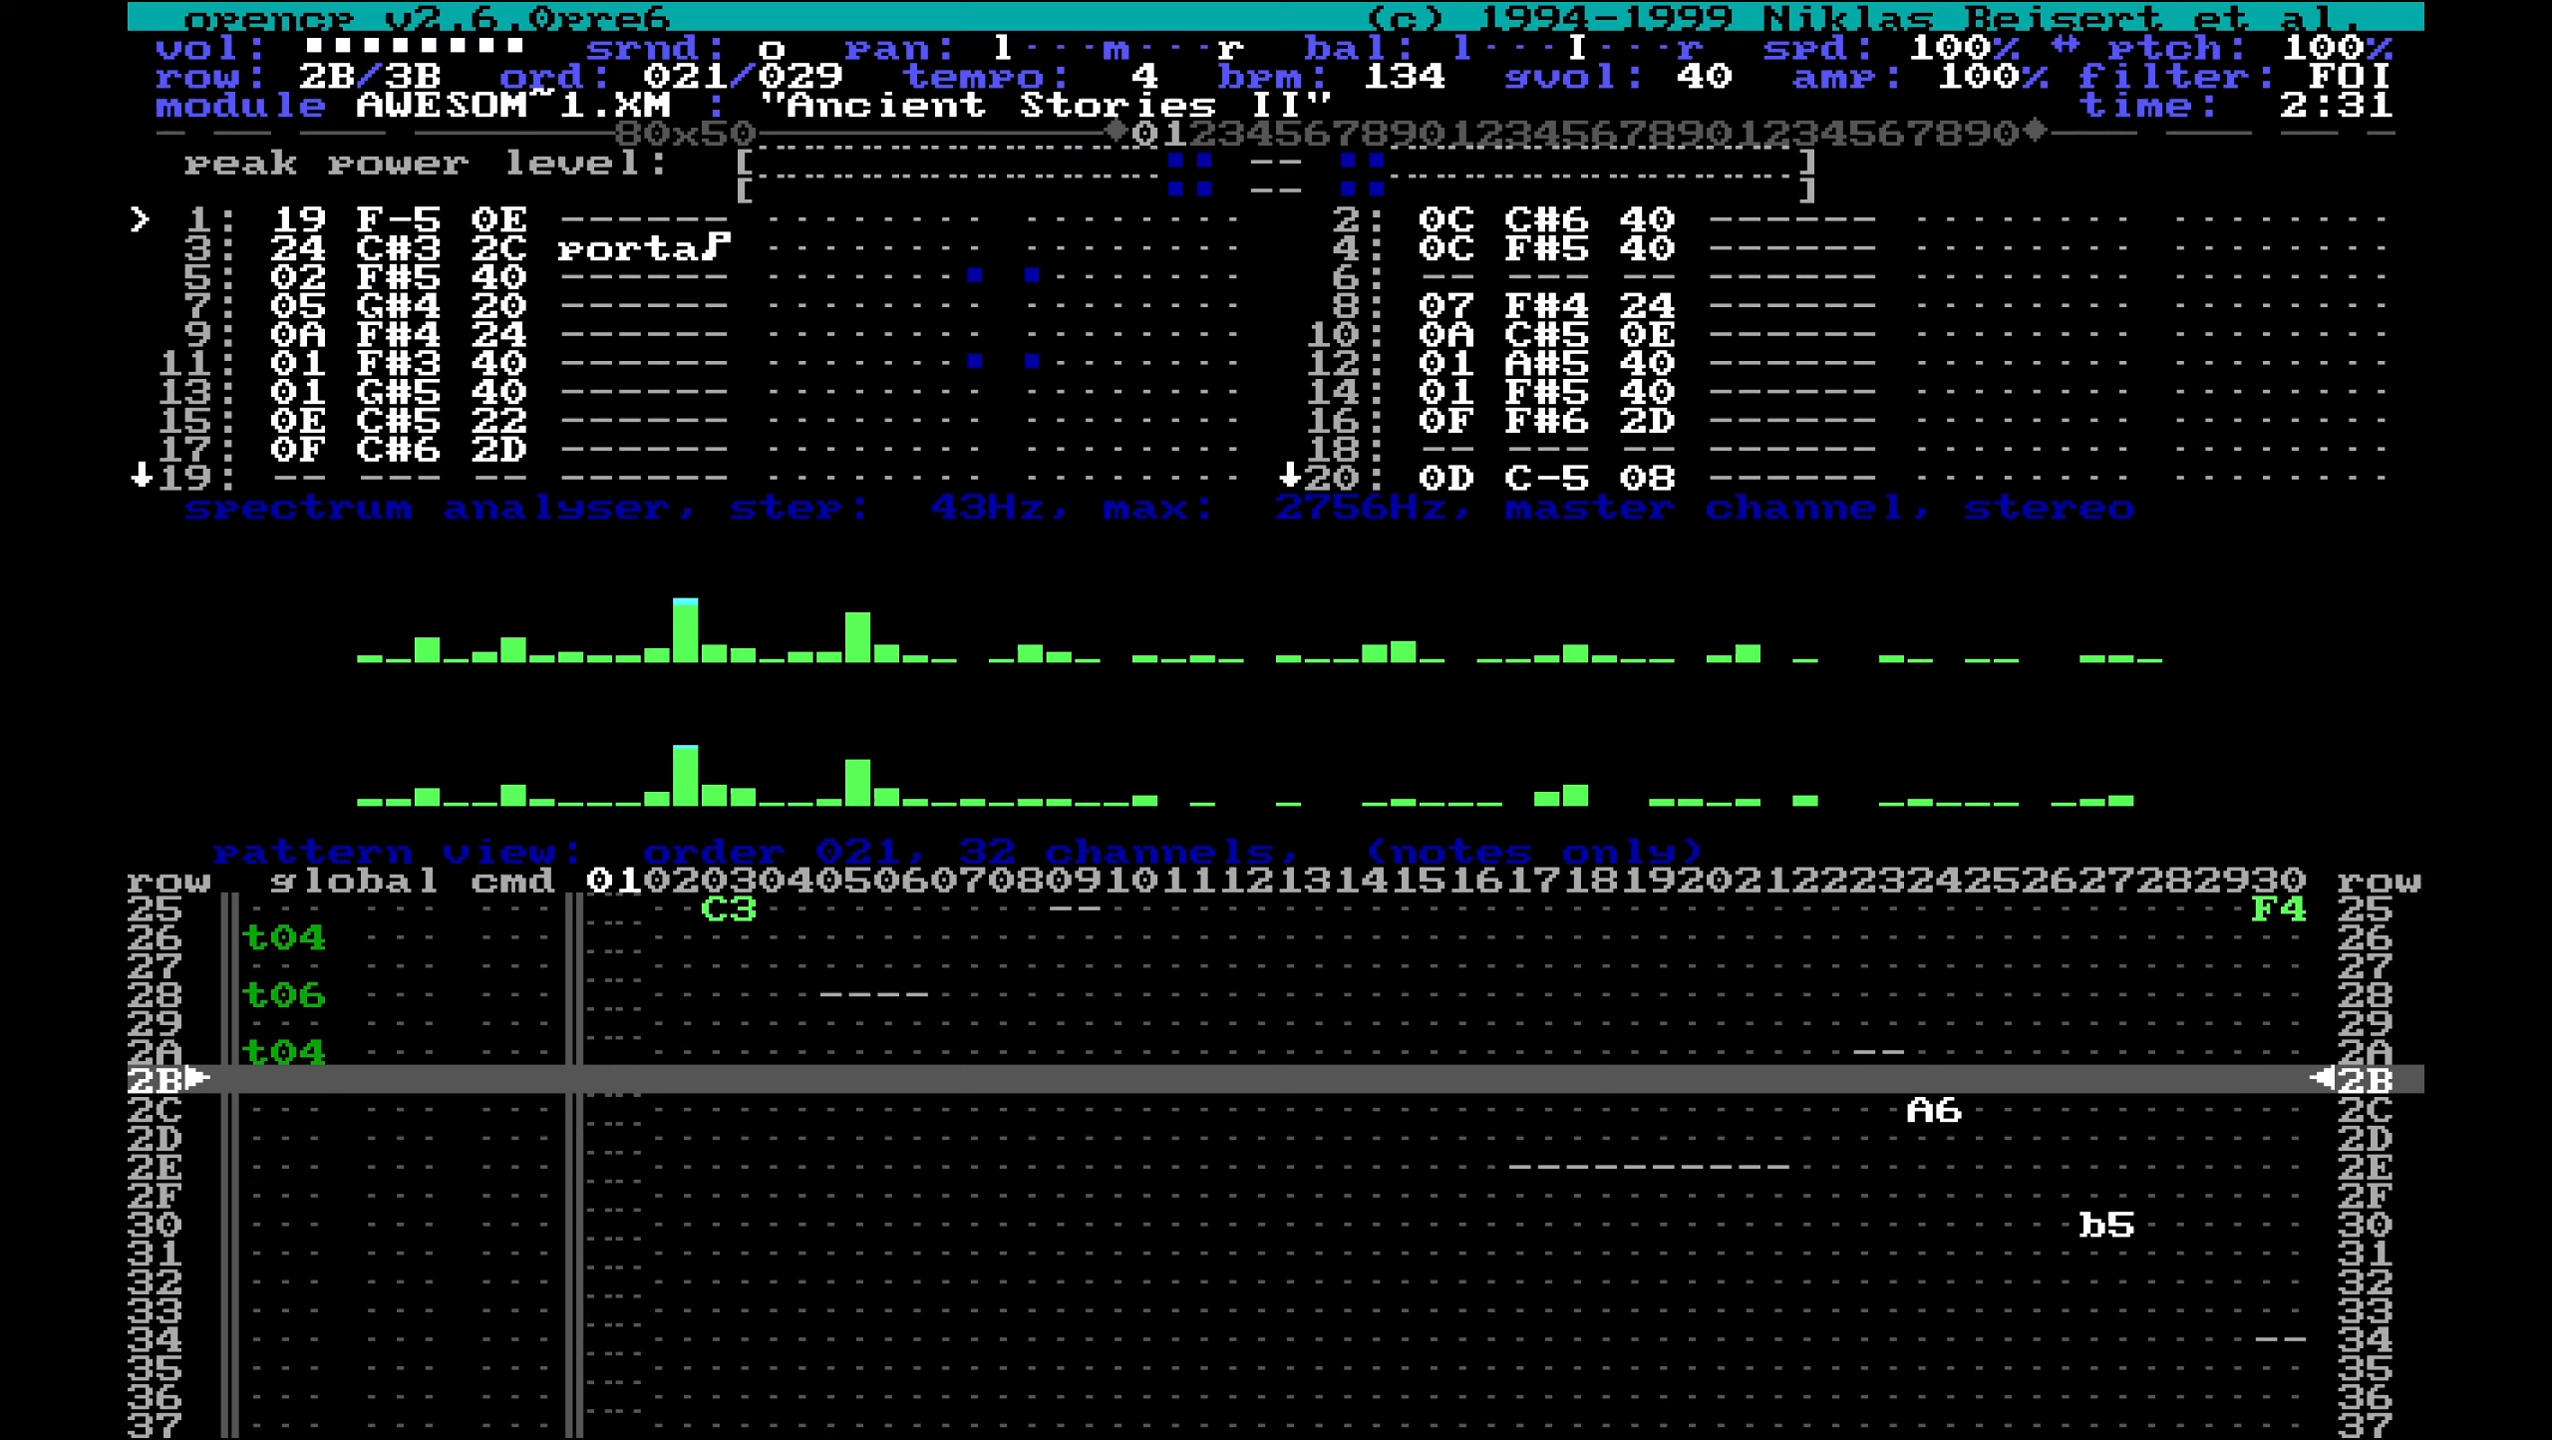 opencp v2.6.0pre6 (c) 1994-1999 Niklas Beisert et al.
vol: ▪▪▪▪▪▪▪▪ srnd: o pan: l···m···r bal: l···I···r spd: 100% ↔ ptch: 100%
row: 2B/3B ord: 021/029 tempo: 4 bpm: 134 gvol: 40 amp: 100% filter: FOI
module AWESOM~1.XM : "Ancient Stories II" time: 2:31
80x50 01234567890123456789012345678901234567890
peak power level: [ -- ]
[ -- ]
> 1: 19 F-5 0E ------ 2: 0C C#6 40 ------
3: 24 C#3 2C porta♪ 4: 0C F#5 40 ------
5: 02 F#5 40 ------ 6: -- --- -- ------
7: 05 G#4 20 ------ 8: 07 F#4 24 ------
9: 0A F#4 24 ------ 10: 0A C#5 0E ------
11: 01 F#3 40 ------ 12: 01 A#5 40 ------
13: 01 G#5 40 ------ 14: 01 F#5 40 ------
15: 0E C#5 22 ------ 16: 0F F#6 2D ------
17: 0F C#6 2D ------ 18: -- --- -- ------
↓19: -- --- -- ------ ↓20: 0D C-5 08 ------
spectrum analyser, step: 43Hz, max: 2756Hz, master channel, stereo
pattern view: order 021, 32 channels, (notes only)
row global cmd 010203040506070809101112131415161718192021222324252627282930 row
25 C3 -- F4 25
26 t04 26
27 27
28 t06 ---- 28
29 29
2A t04 -- 2A
2B 2B
2C A6 2C
2D 2D
2E ---------- 2E
2F 2F
30 b5 30
31 31
32 32
33 33
34 -- 34
35 35
36 36
37 37